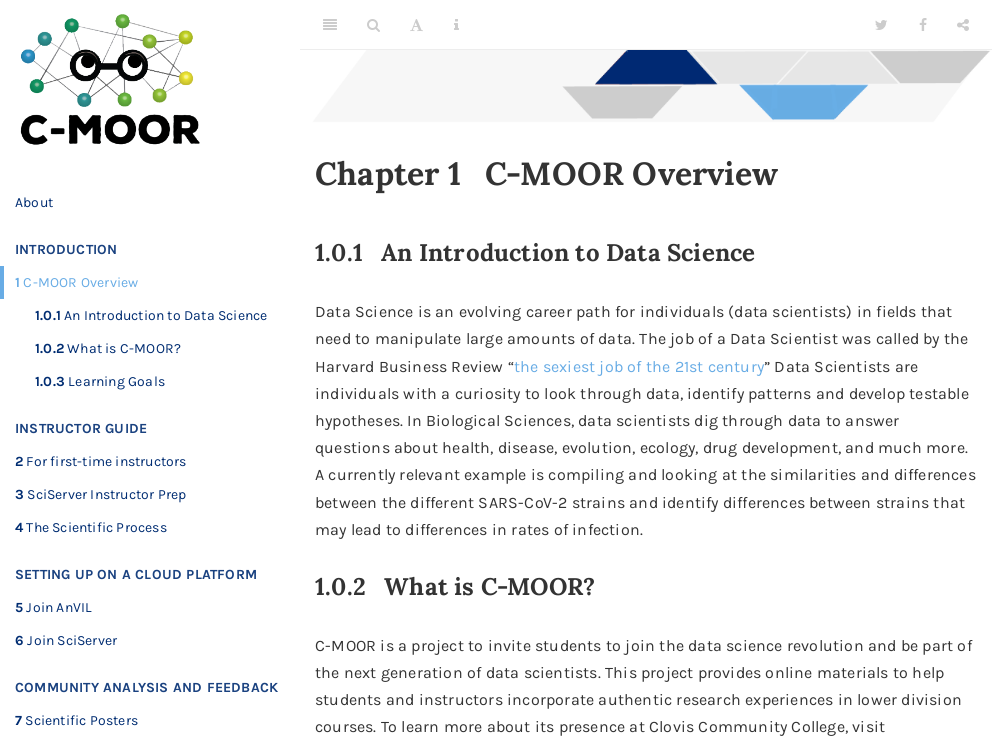 C-MOOR
About
INTRODUCTION
1 C-MOOR Overview
1.0.1 An Introduction to Data Science
1.0.2 What is C-MOOR?
1.0.3 Learning Goals
INSTRUCTOR GUIDE
2 For first-time instructors
3 SciServer Instructor Prep
4 The Scientific Process
SETTING UP ON A CLOUD PLATFORM
5 Join AnVIL
6 Join SciServer
COMMUNITY ANALYSIS AND FEEDBACK
7 Scientific Posters
A
Chapter 1 C-MOOR Overview
1.0.1 An Introduction to Data Science
Data Science is an evolving career path for individuals (data scientists) in fields that
need to manipulate large amounts of data. The job of a Data Scientist was called by the
Harvard Business Review “the sexiest job of the 21st century” Data Scientists are
individuals with a curiosity to look through data, identify patterns and develop testable
hypotheses. In Biological Sciences, data scientists dig through data to answer
questions about health, disease, evolution, ecology, drug development, and much more.
A currently relevant example is compiling and looking at the similarities and differences
between the different SARS-CoV-2 strains and identify differences between strains that
may lead to differences in rates of infection.
1.0.2 What is C-MOOR?
C-MOOR is a project to invite students to join the data science revolution and be part of
the next generation of data scientists. This project provides online materials to help
students and instructors incorporate authentic research experiences in lower division
courses. To learn more about its presence at Clovis Community College, visit